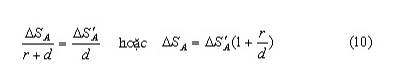 ΔS_A / (r + d) = ΔS'_A / d hoặc ΔS_A = ΔS'_A(1 + r/d) (10)